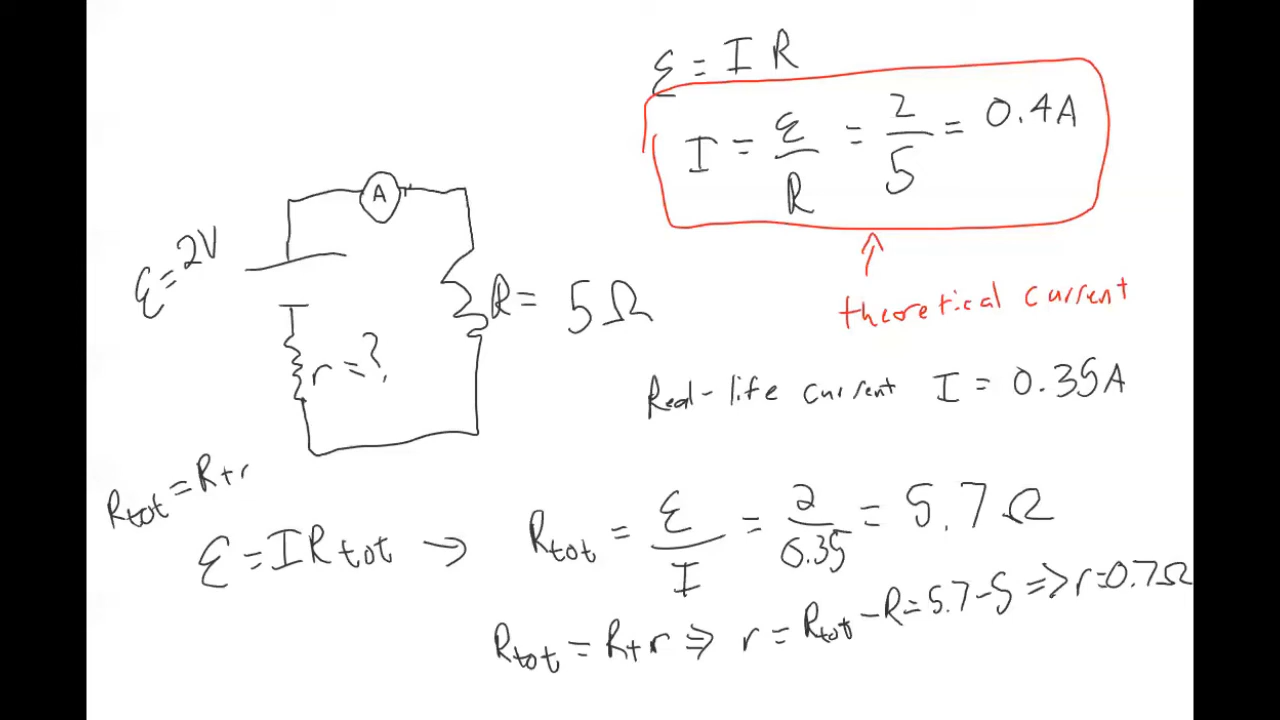 ℰ = I R
I = ℰ/R = 2/5 = 0.4A
A
ℰ = 2V
R = 5Ω
theoretical current
r = ?
Real-life current I = 0.35A
Rtot = R+r
ℰ = IRtot → Rtot = ℰ/I = 2/0.35 = 5.7Ω
Rtot = R+r ⇒ r = Rtot - R = 5.7 - 5 ⇒ r = 0.7Ω